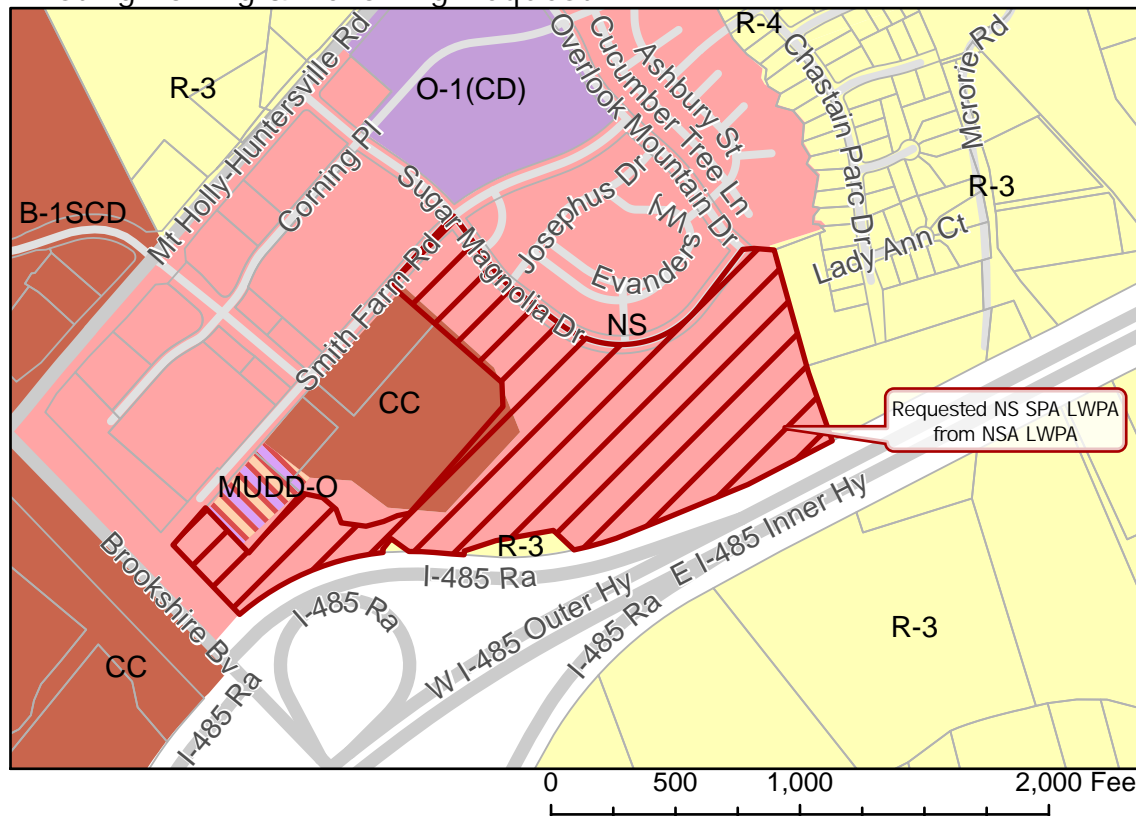 R-3
O-1(CD)
R-4
Mt Holly-Huntersville Rd
Corning Pl
Overlook Mountain Dr
Cucumber Tree Ln
Ashbury St
Chastain Parc Dr
Mcrorie Rd
R-3
B-1SCD
Sugar Magnolia Dr
Josephus Dr
Evanders Wy
Lady Ann Ct
Smith Farm Rd
NS
CC
Requested NS SPA LWPA
from NSA LWPA
MUDD-O
R-3
Brookshire Bv
I-485 Ra
I-485 Ra
W I-485 Outer Hy
E I-485 Inner Hy
I-485 Ra
R-3
CC
I-485 Ra
0 500 1,000 2,000 Fee